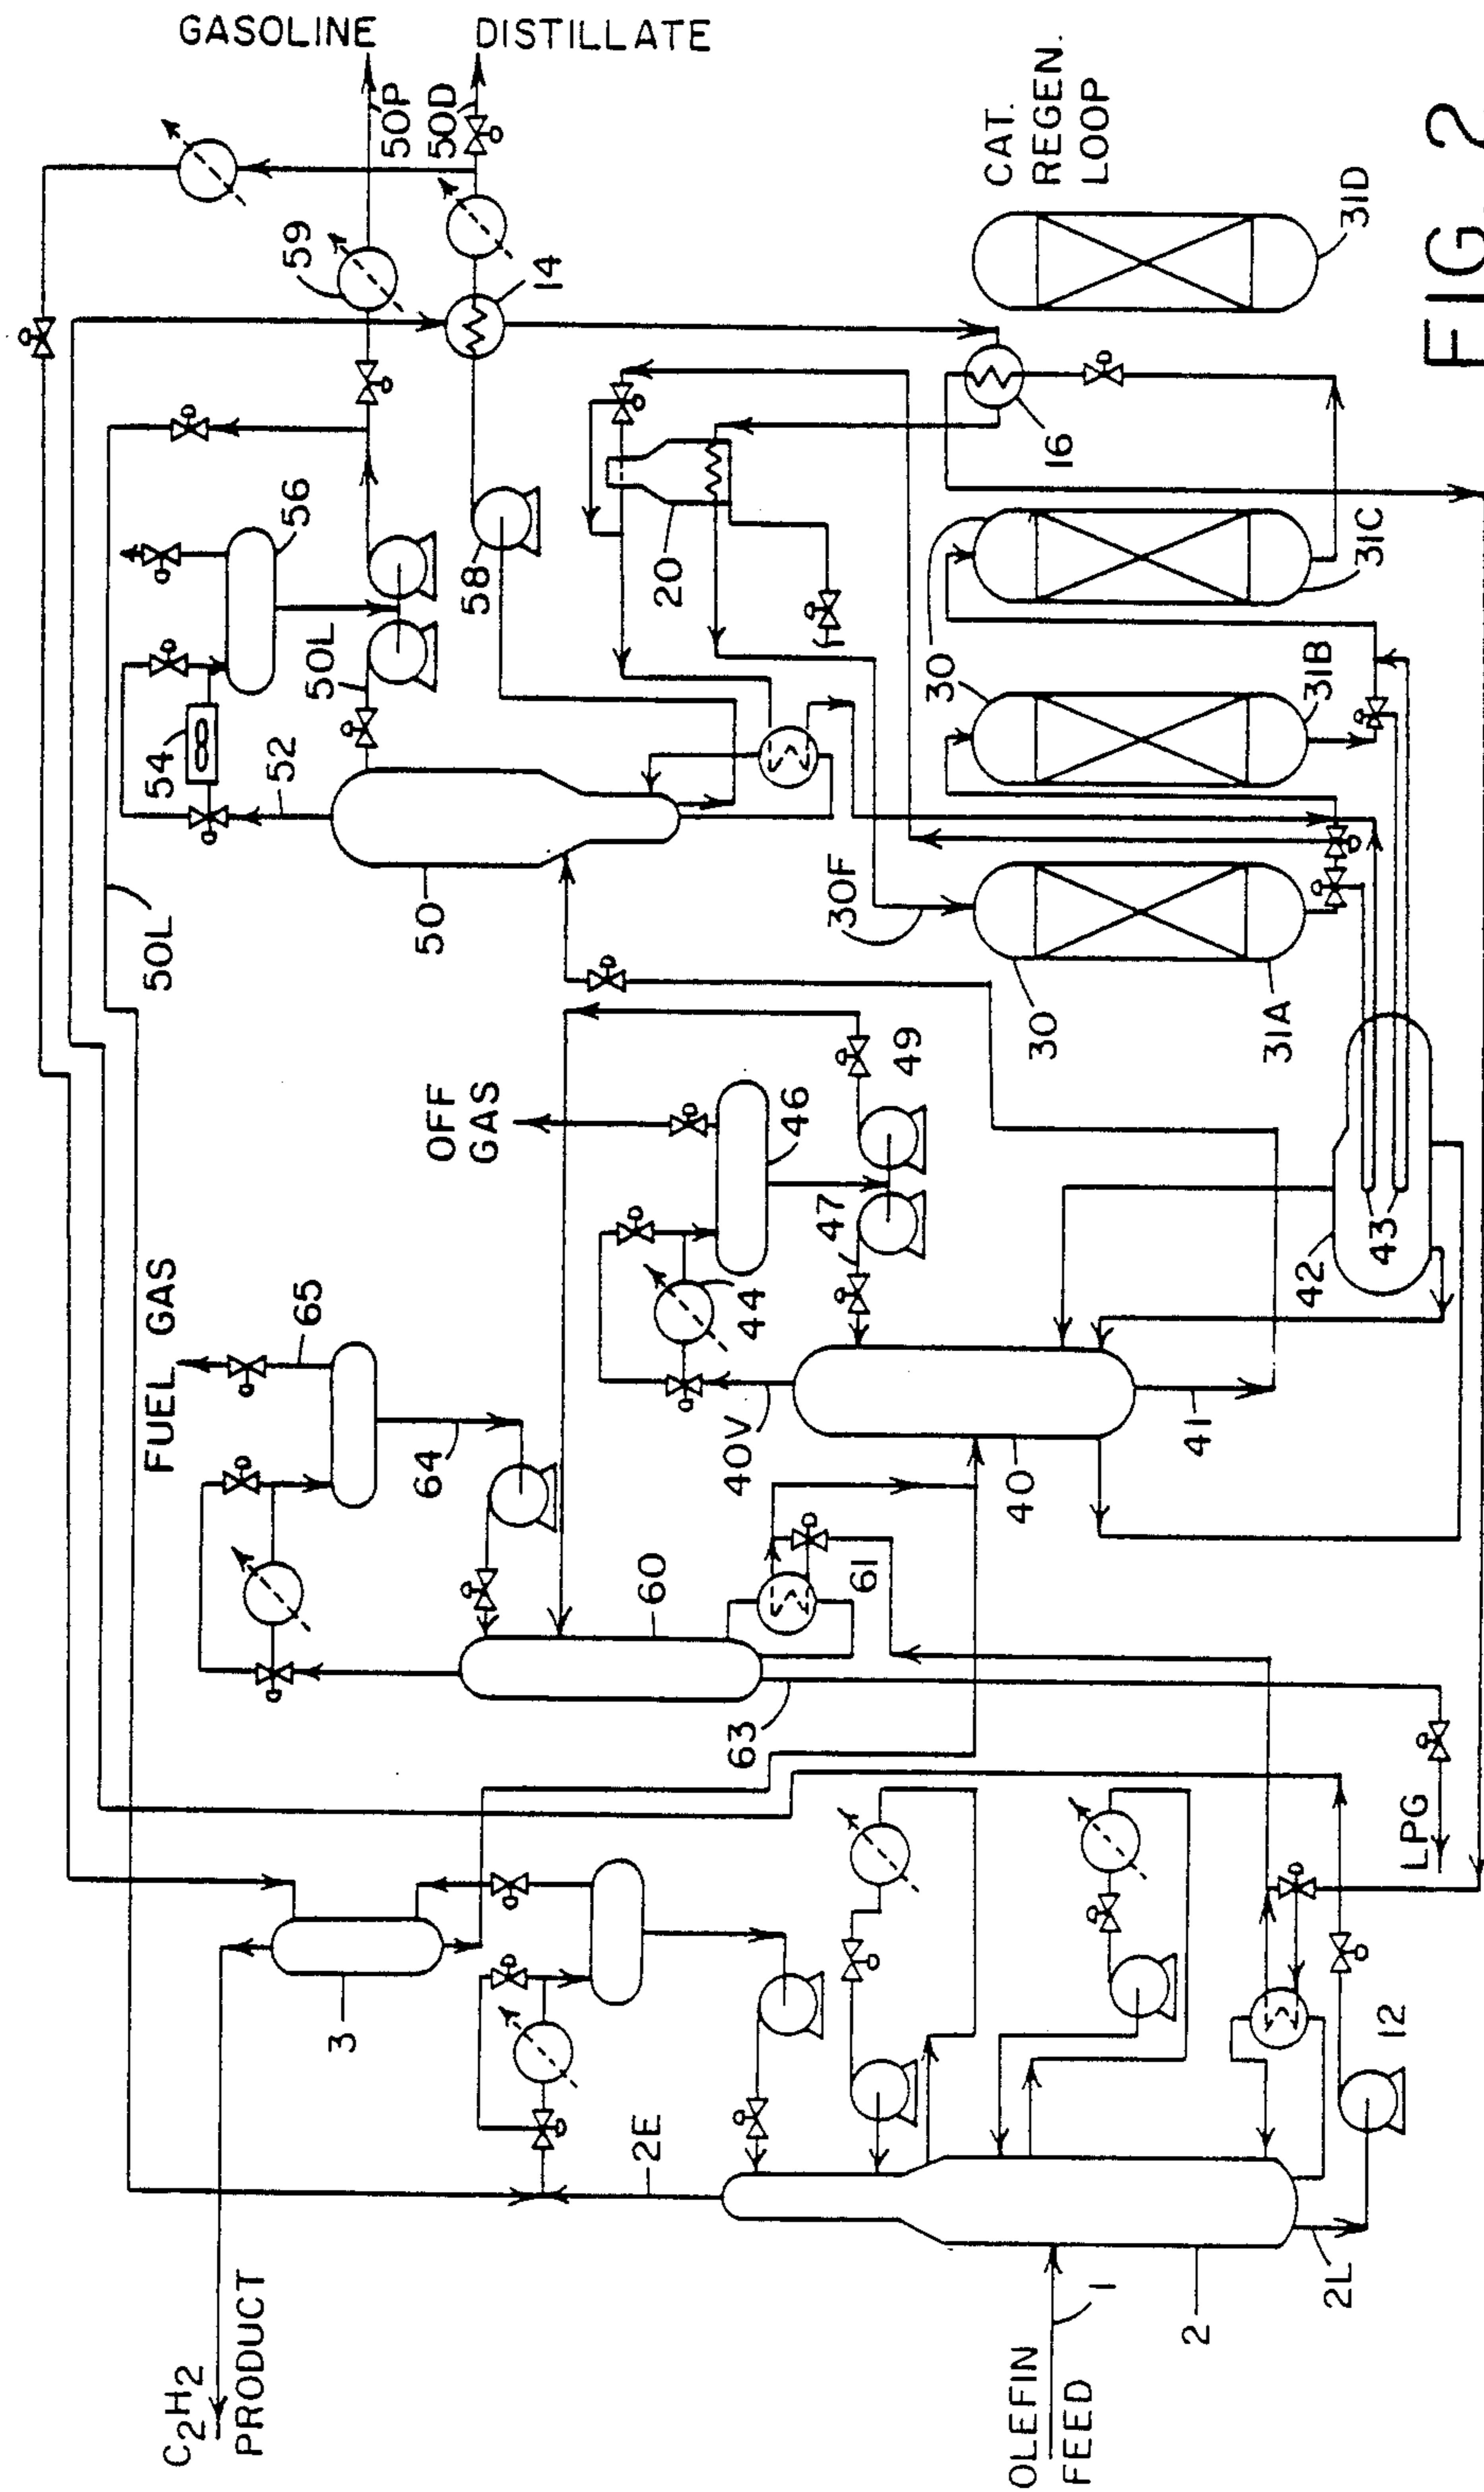 GASOLINE
DISTILLATE
50P
50D
59
14
CAT.
REGEN.
LOOP
31D
FIG. 2
56
54
52
50L
58
20
16
30
31C
30
31B
50L
50
30F
30
31A
OFF
GAS
46
49
47
44
42
43
FUEL GAS
65
64
40V
40
41
60
61
63
LPG
C2H2
PRODUCT
3
2E
12
OLEFIN
FEED
1
2
2L